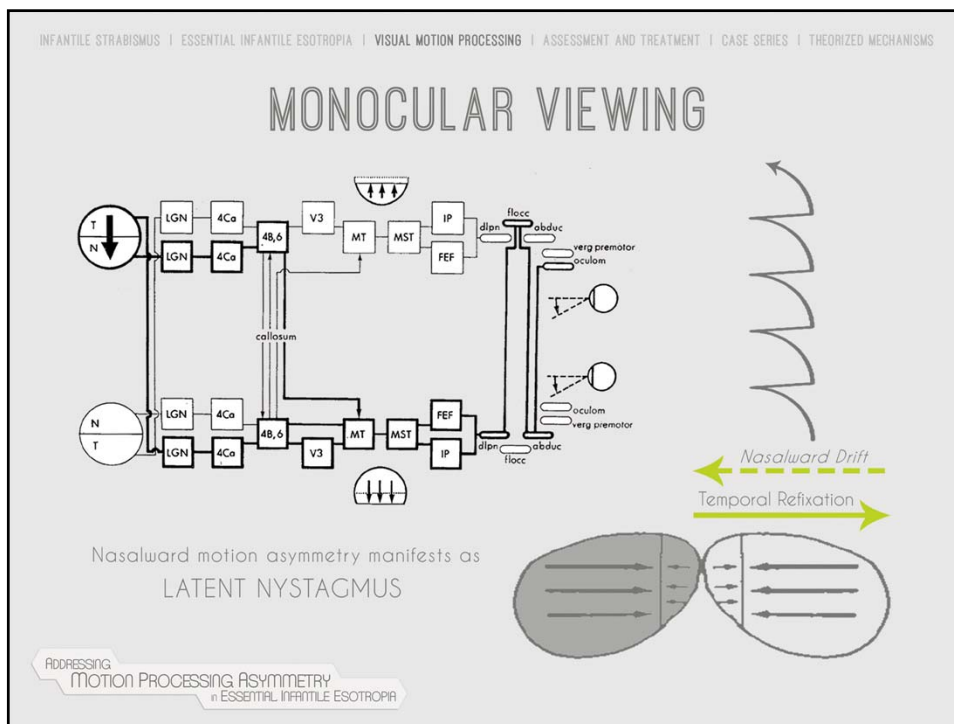 INFANTILE STRABISMUS | ESSENTIAL INFANTILE ESOTROPIA | VISUAL MOTION PROCESSING | ASSESSMENT AND TREATMENT | CASE SERIES | THEORIZED MECHANISMS
MONOCULAR VIEWING
T
N
LGN
4Ca
LGN
4Ca
4B,6
V3
MT
MST
IP
FEF
dlpn
flocc
abduc
verg premotor
oculom
callosum
N
T
LGN
4Ca
LGN
4Ca
4B,6
V3
MT
MST
FEF
IP
dlpn
flocc
abduc
oculom
verg premotor
Nasalward Drift
Temporal Refixation
Nasalward motion asymmetry manifests as
LATENT NYSTAGMUS
ADDRESSING
MOTION PROCESSING ASYMMETRY
IN ESSENTIAL INFANTILE ESOTROPIA